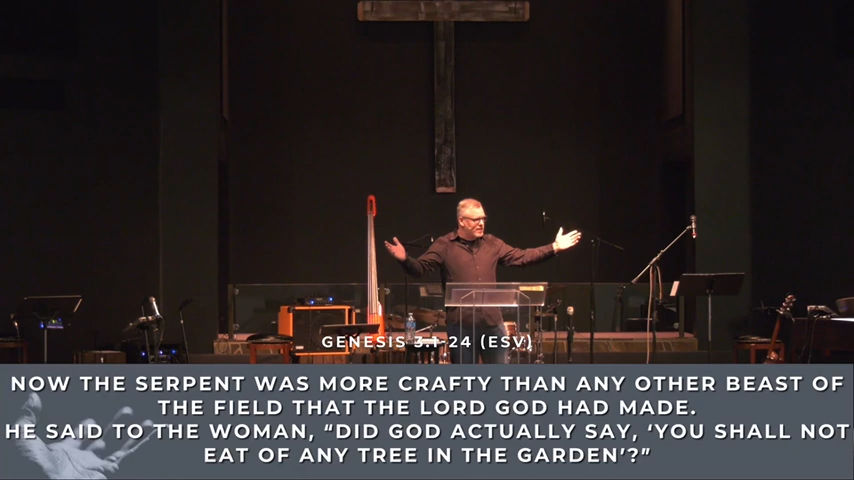 GENESIS 3:1-24 (ESV)
NOW THE SERPENT WAS MORE CRAFTY THAN ANY OTHER BEAST OF
THE FIELD THAT THE LORD GOD HAD MADE.
HE SAID TO THE WOMAN, “DID GOD ACTUALLY SAY, ‘YOU SHALL NOT
EAT OF ANY TREE IN THE GARDEN’?”